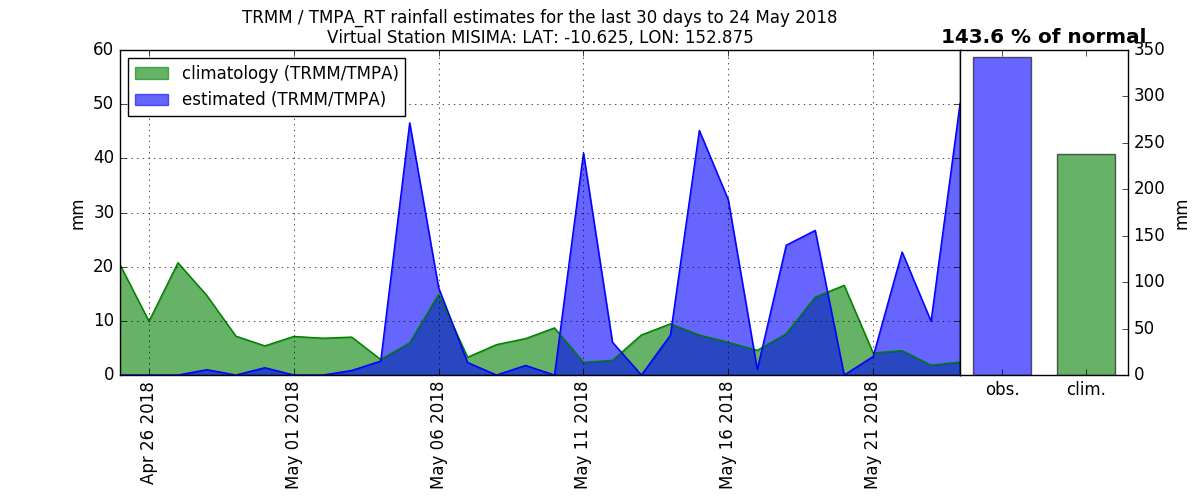 TRMM / TMPA_RT rainfall estimates for the last 30 days to 24 May 2018
Virtual Station MISIMA: LAT: -10.625, LON: 152.875
143.6 % of normal
climatology (TRMM/TMPA)
estimated (TRMM/TMPA)
60
50
40
30
20
10
0
mm
Apr 26 2018
May 01 2018
May 06 2018
May 11 2018
May 16 2018
May 21 2018
350
300
250
200
150
100
50
0
mm
obs.
clim.